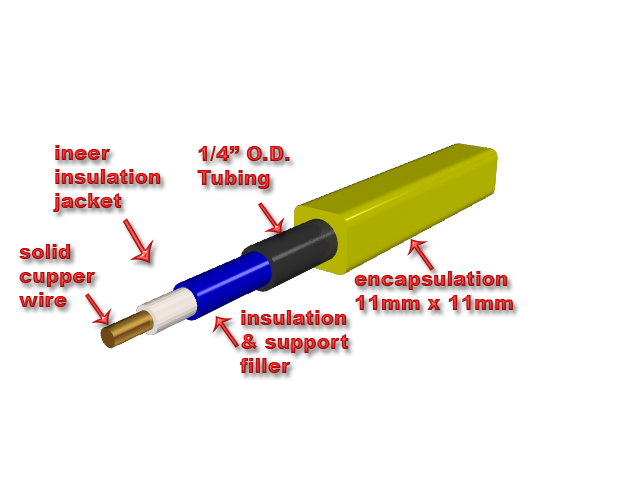 ineer
insulation
jacket
1/4” O.D.
Tubing
solid
cupper
wire
encapsulation
11mm x 11mm
insulation
& support
filler